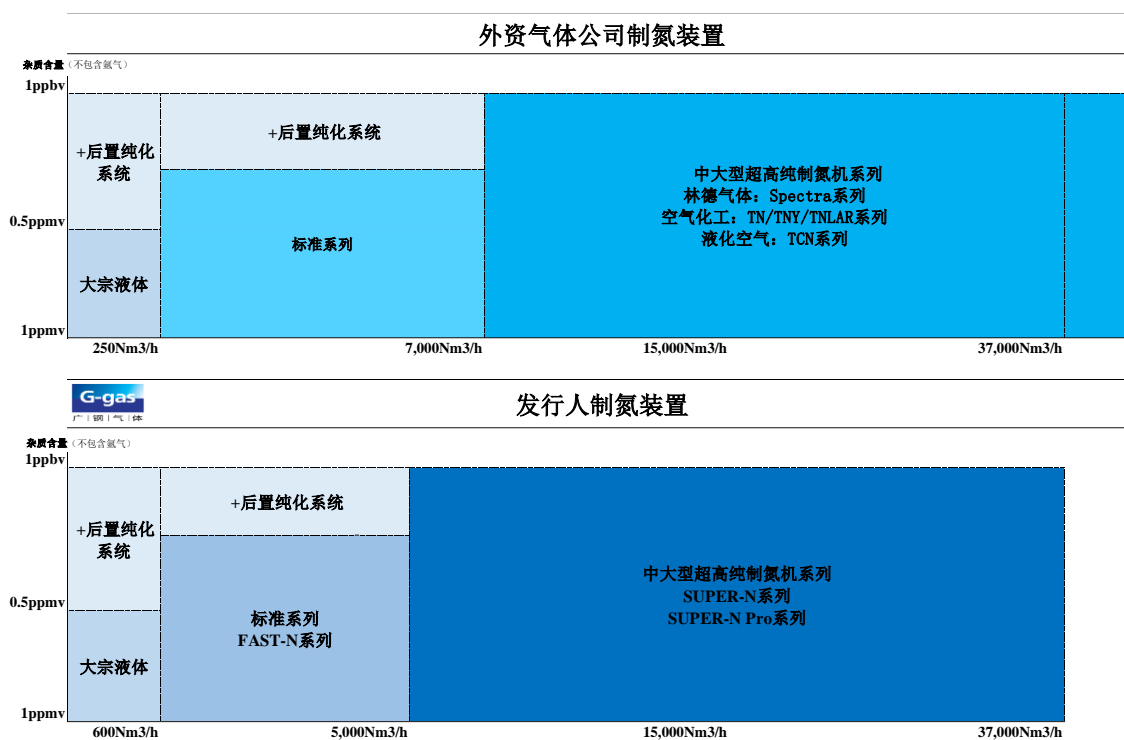 外资气体公司制氮装置
杂质含量（不包含氩气）
1ppbv
+后置纯化系统
+后置纯化
系统
中大型超高纯制氮机系列
林德气体：Spectra系列
空气化工：TN/TNY/TNLAR系列
液化空气：TCN系列
0.5ppmv
标准系列
大宗液体
1ppmv
250Nm3/h
7,000Nm3/h
15,000Nm3/h
37,000Nm3/h
G-gas
广|钢|气|体
发行人制氮装置
杂质含量（不包含氩气）
1ppbv
+后置纯化系统
+后置纯化
系统
中大型超高纯制氮机系列
SUPER-N系列
SUPER-N Pro系列
0.5ppmv
标准系列
FAST-N系列
大宗液体
1ppmv
600Nm3/h
5,000Nm3/h
15,000Nm3/h
37,000Nm3/h